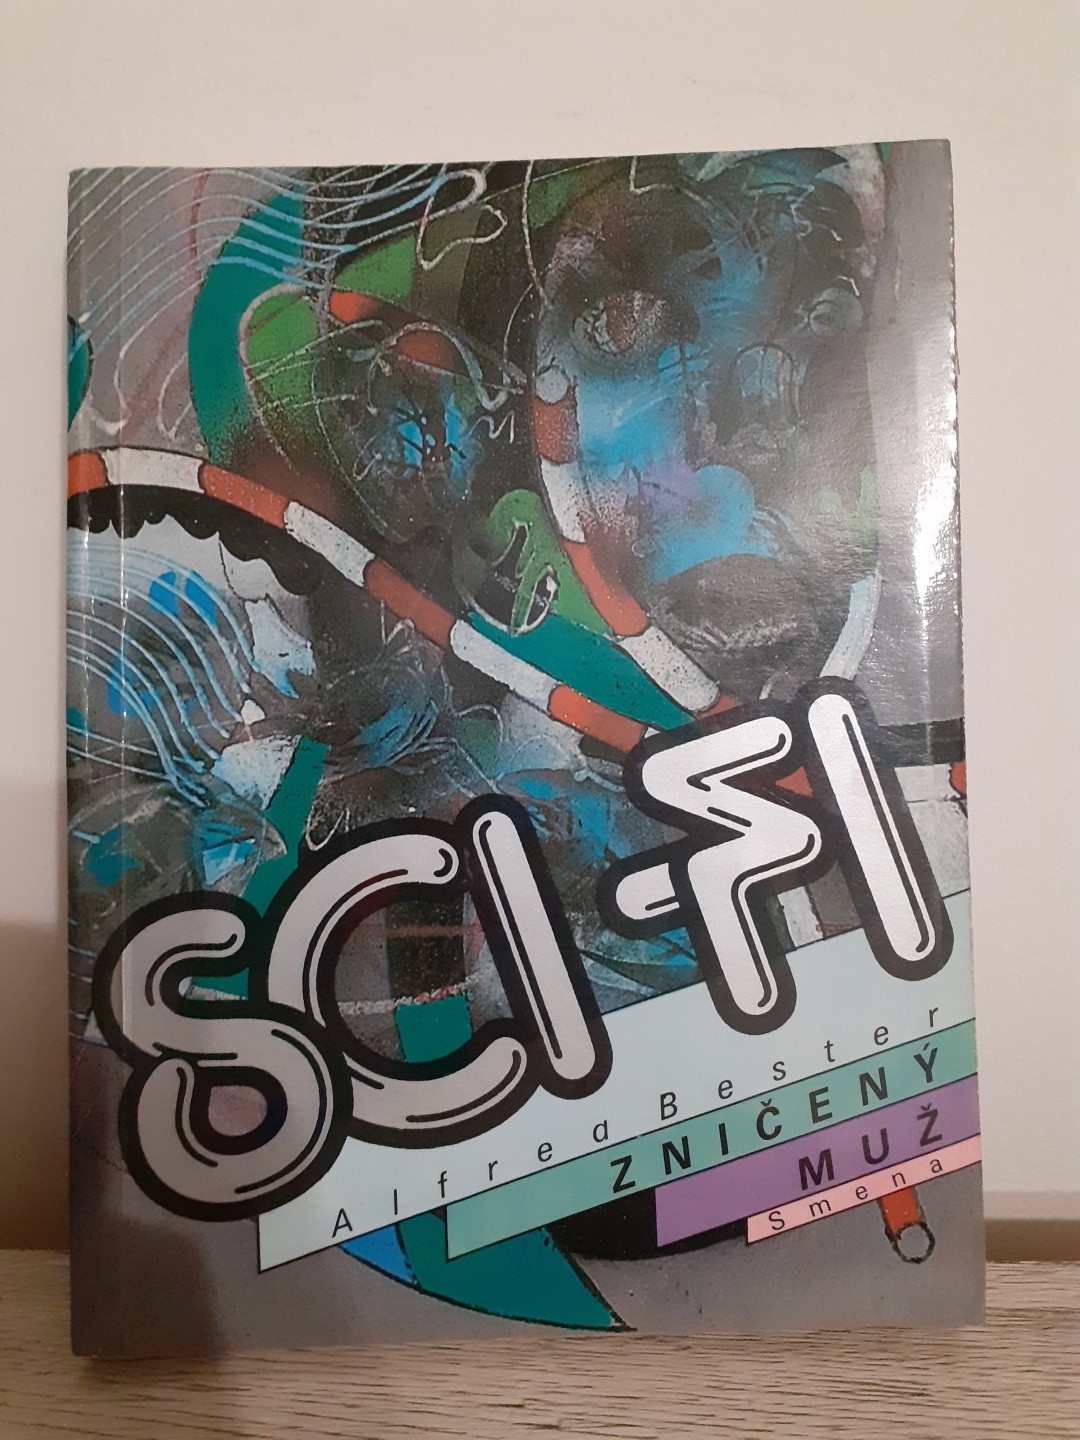 SCI-FI
Alfred Bester
ZNIČENÝ
MUŽ
Smena